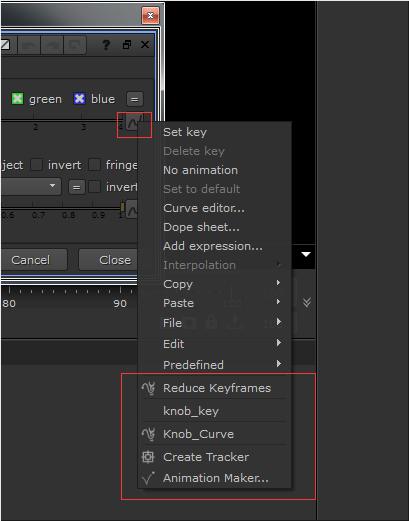 ?
green blue =
2 3 4
Set key
Delete key
No animation
ject invert fringe
Set to default
= invert
Curve editor...
0.6 0.7 0.8 0.9 1
Dope sheet...
Add expression...
Cancel Close
Interpolation
Copy
80 90
Paste
File
Edit
Predefined
Reduce Keyframes
knob_key
Knob_Curve
Create Tracker
Animation Maker...